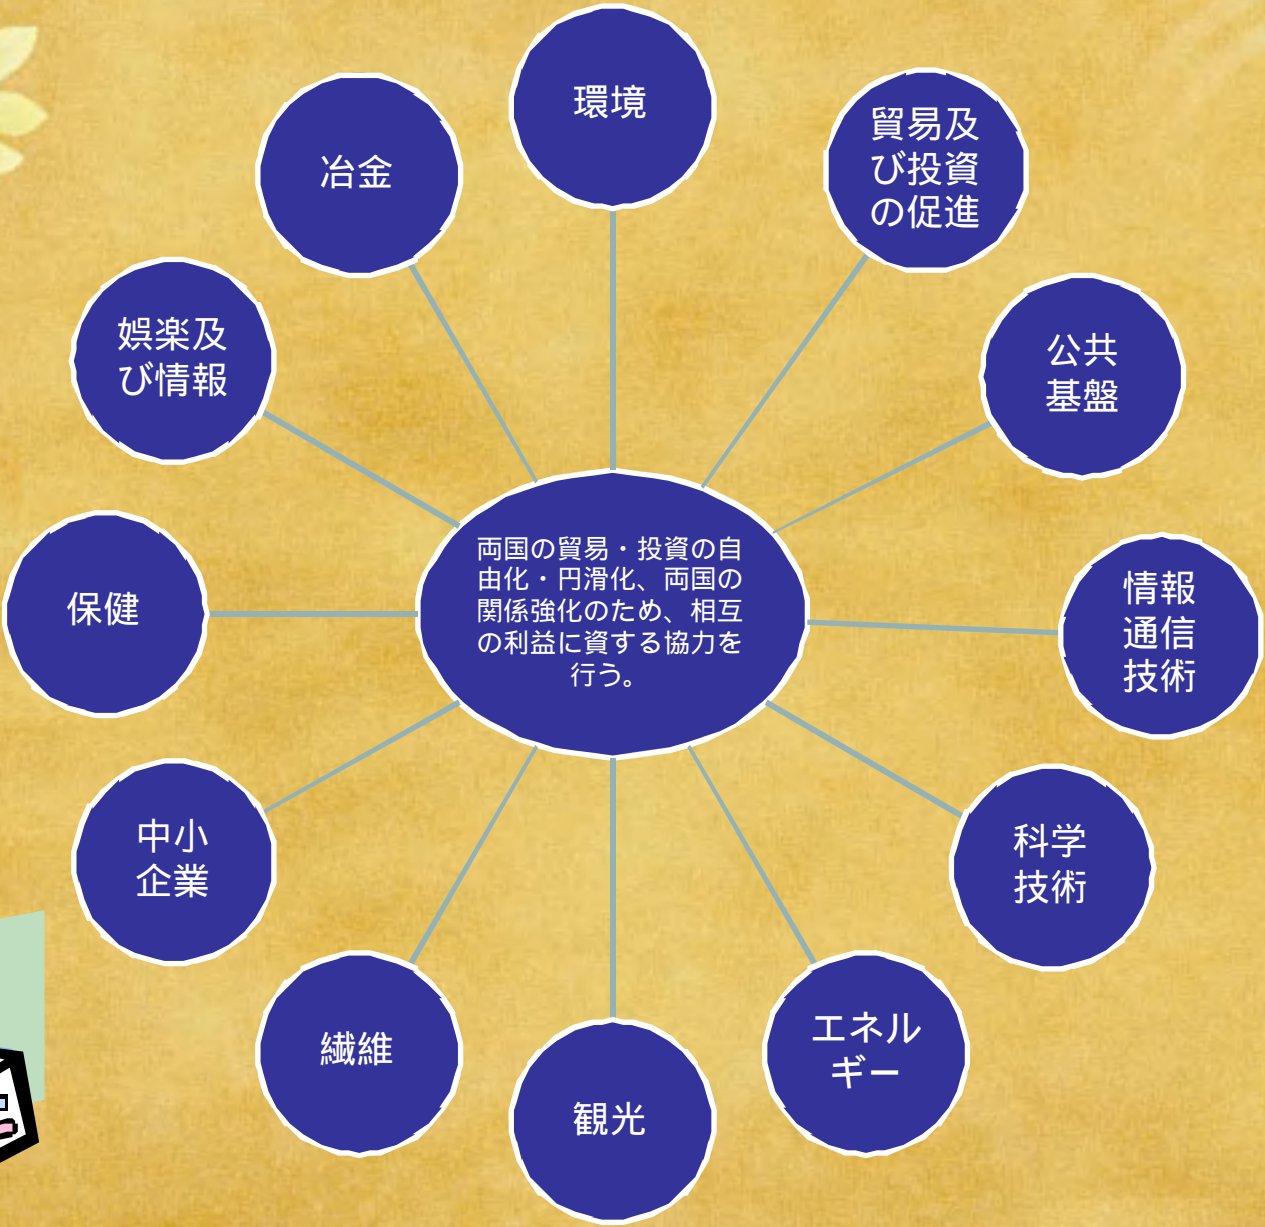 環境
貿易及
び投資
の促進
公共
基盤
情報
通信
技術
科学
技術
エネル
ギー
観光
繊維
中小
企業
保健
娯楽及
び情報
冶金
両国の貿易・投資の自
由化・円滑化、両国の
関係強化のため、相互
の利益に資する協力を
行う。